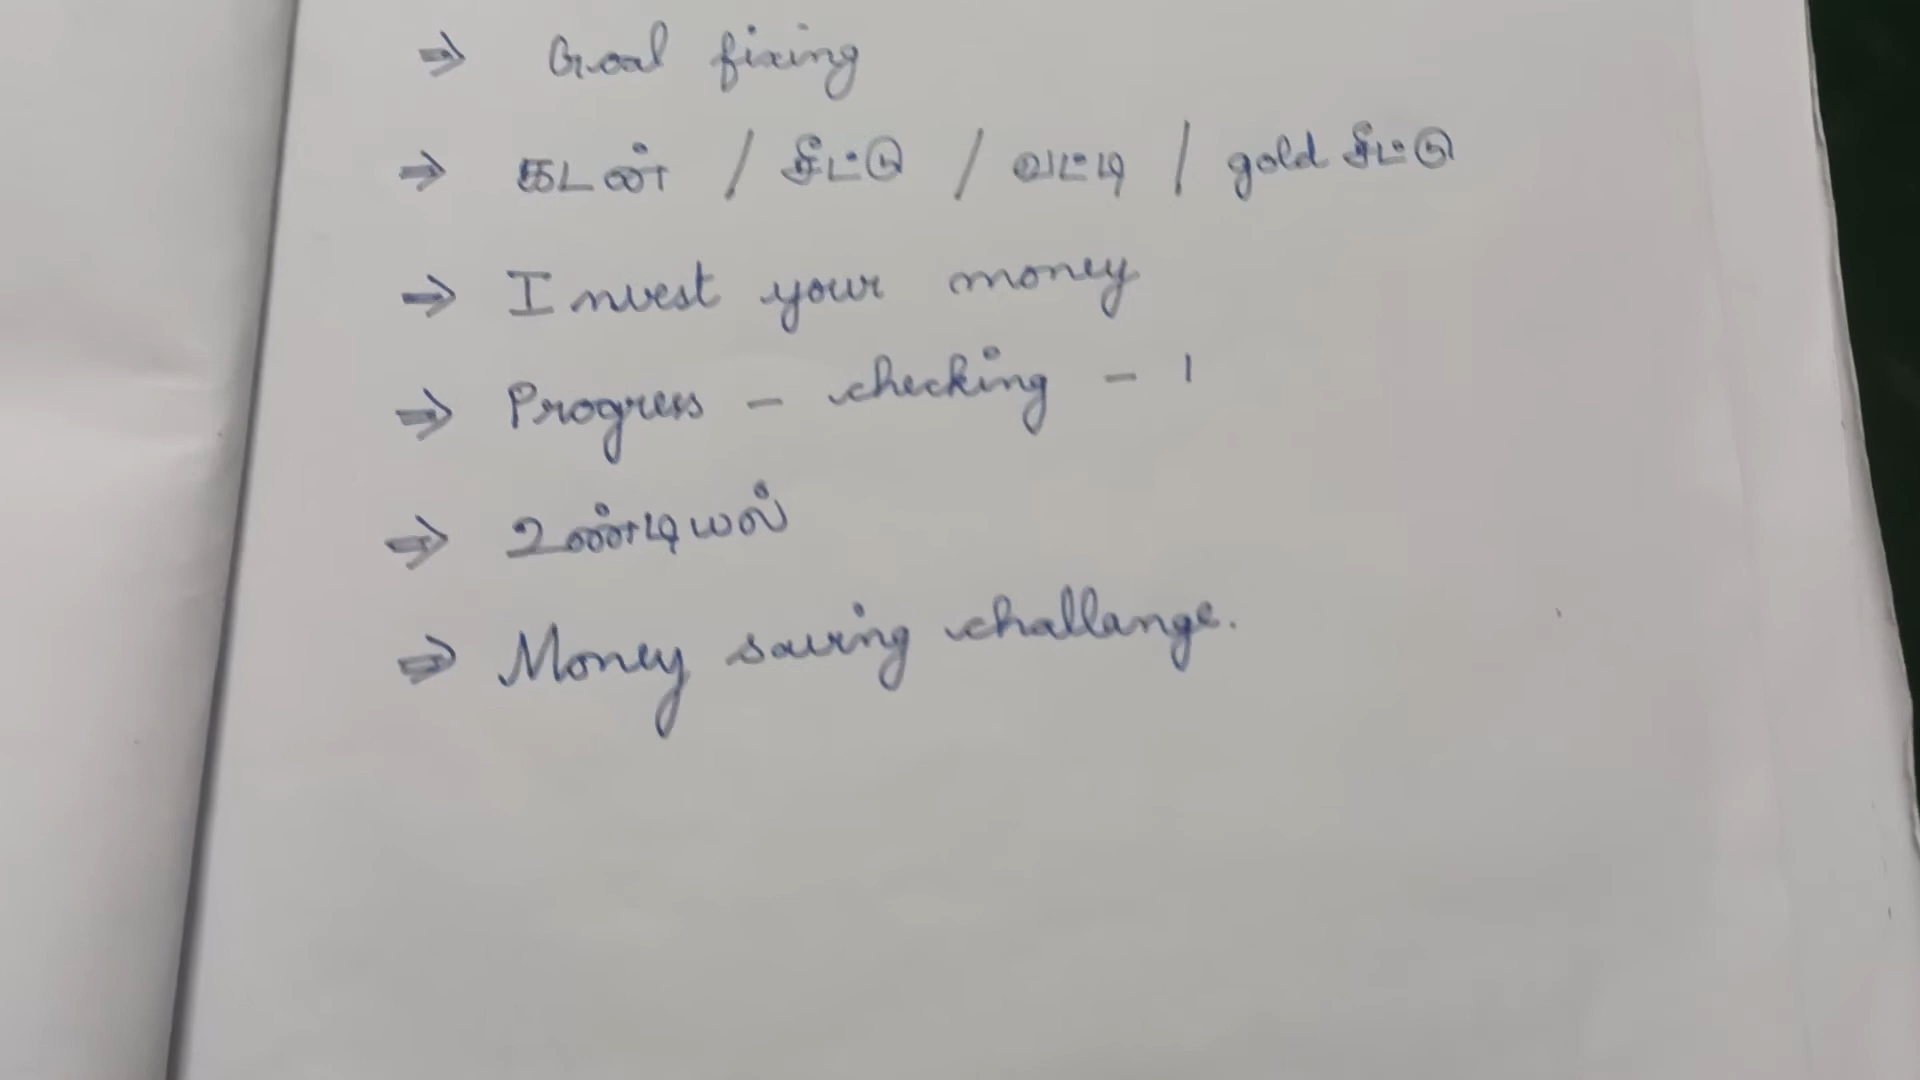 ⇒ Goal fixing
⇒ கடன் / சீட்டு / வட்டி / gold சீட்டு
⇒ Invest your money
⇒ Progress - checking - 1
⇒ உண்டியல்
⇒ Money saving challange.